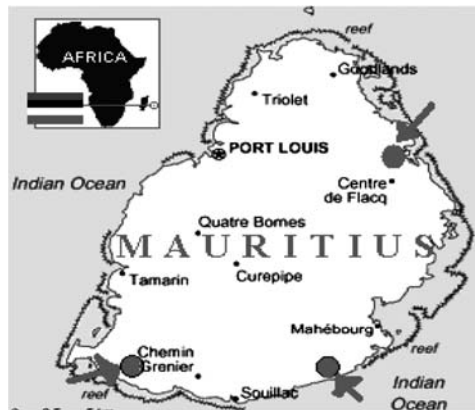 AFRICA
reef
Goodlands
Triolet
PORT LOUIS
Indian Ocean
Centre
de Flacq
Quatre Bornes
MAURITIUS
Tamarin
Curepipe
Mahébourg
reef
Chemin
Grenier
reef
Souillac
Indian
Ocean